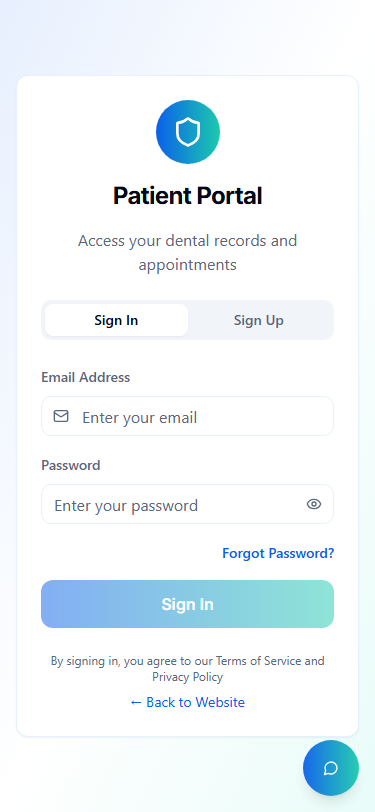 Patient Portal
Access your dental records and
appointments
Sign In
Sign Up
Email Address
Enter your email
Password
Enter your password
Forgot Password?
Sign In
By signing in, you agree to our Terms of Service and
Privacy Policy
← Back to Website